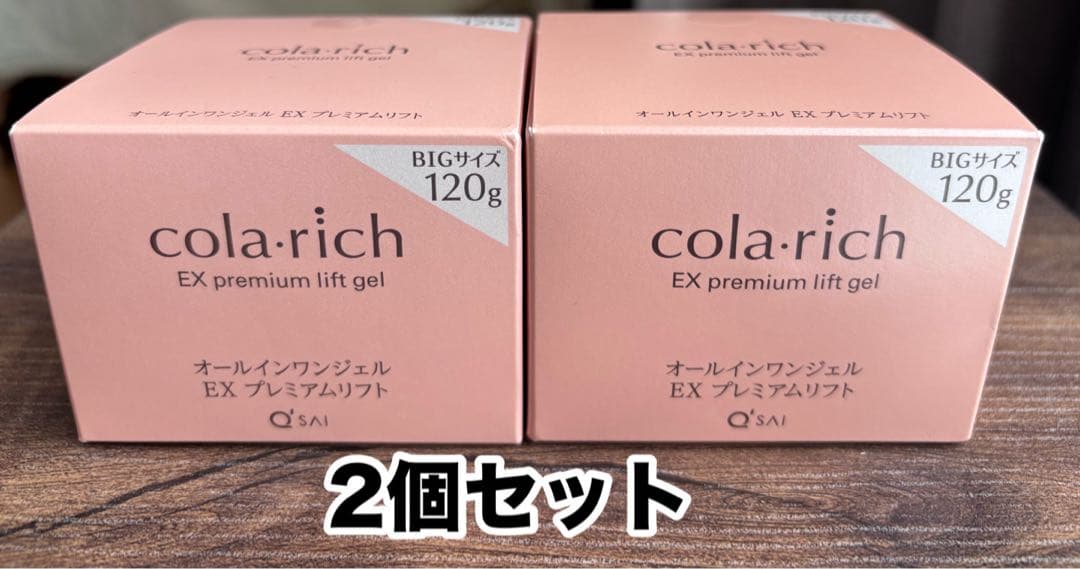 120g
cola・rich
EX premium lift gel
オールインワンジェル EX プレミアムリフト
BIGサイズ
120g
cola・rich
EX premium lift gel
オールインワンジェル
EX プレミアムリフト
Q'SAI
120g
cola・rich
EX premium lift gel
オールインワンジェル EX プレミアムリフト
BIGサイズ
120g
cola・rich
EX premium lift gel
オールインワンジェル
EX プレミアムリフト
Q'SAI
2個セット